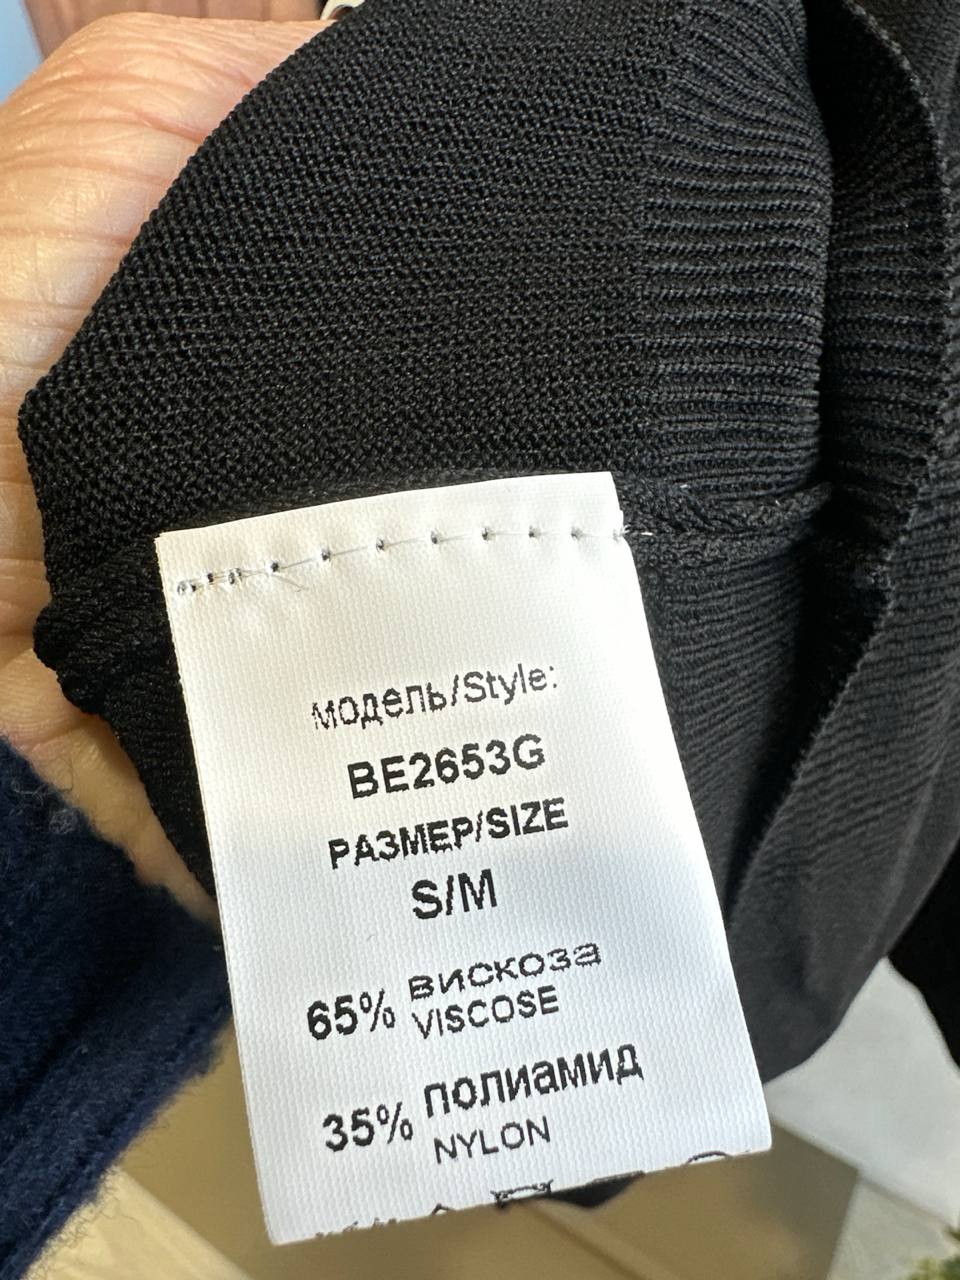 модель/Style:
BE2653G
РАЗМЕР/SIZE
S/M
65% вискоза
VISCOSE
35% полиамид
NYLON